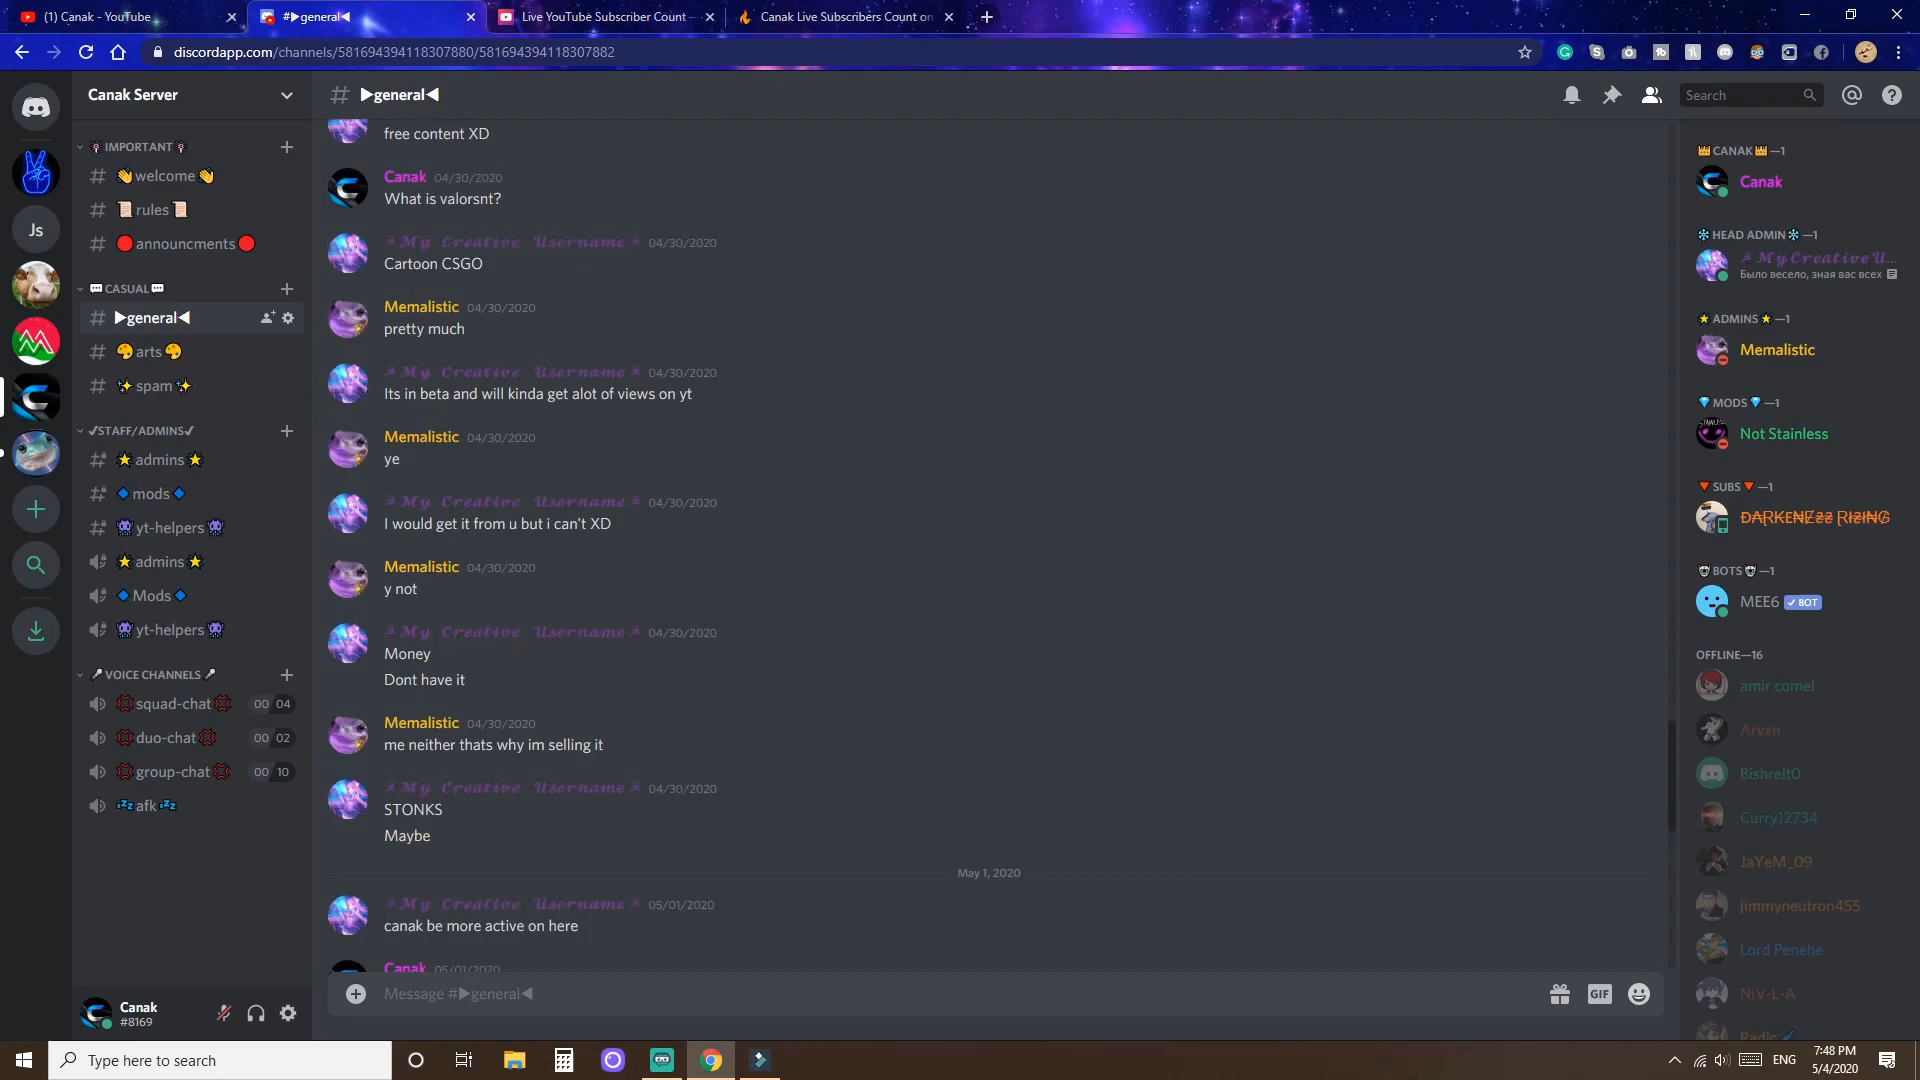 (1) Canak - YouTube
#▶general◀
Live YouTube Subscriber Count -
Canak Live Subscribers Count on
discordapp.com/channels/581694394118307880/581694394118307882
Canak Server
# ▶general◀
Search
IMPORTANT
# 👋welcome👋
# 📜rules📜
# 🔴announcments🔴
💬CASUAL💬
# ▶general◀
# 🎨arts🎨
# ✨spam✨
✓STAFF/ADMINS✓
⭐admins⭐
🔷mods🔷
👾yt-helpers👾
⭐admins⭐
🔷Mods🔷
👾yt-helpers👾
🎤VOICE CHANNELS🎤
💢squad-chat💢 00 04
💢duo-chat💢 00 02
💢group-chat💢 00 10
💤afk💤
Canak
#8169
Js
free content XD
Canak 04/30/2020
What is valorsnt?
My Creative Username 04/30/2020
Cartoon CSGO
Memalistic 04/30/2020
pretty much
My Creative Username 04/30/2020
Its in beta and will kinda get alot of views on yt
Memalistic 04/30/2020
ye
My Creative Username 04/30/2020
I would get it from u but i can't XD
Memalistic 04/30/2020
y not
My Creative Username 04/30/2020
Money
Dont have it
Memalistic 04/30/2020
me neither thats why im selling it
My Creative Username 04/30/2020
STONKS
Maybe
May 1, 2020
My Creative Username 05/01/2020
canak be more active on here
Canak 05/01/2020
Message #▶general◀
GIF
👑CANAK👑—1
Canak
❄HEAD ADMIN❄—1
My Creative U...
Было весело, зная вас всех
⭐ADMINS⭐—1
Memalistic
💎MODS💎—1
Not Stainless
🔻SUBS🔻—1
Đ₳ⱤKɆ₦Ɇƶƶ Ɽłƶł₦₲
BOTS—1
MEE6 ✓BOT
OFFLINE—16
amir comel
Aryxn
Bishrelt0
Curry12734
JaYeM_09
jimmyneutron455
Lord Penehe
NiV-L-A
Radic
Type here to search
ENG
7:48 PM
5/4/2020